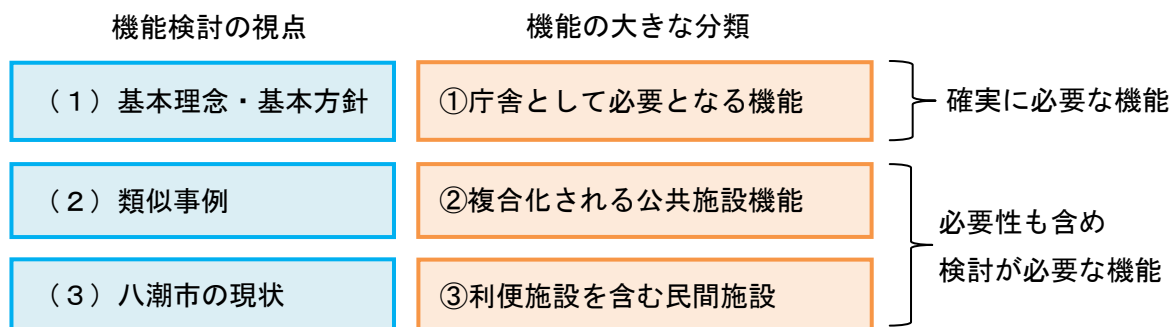 機能検討の視点
機能の大きな分類
（１）基本理念・基本方針
①庁舎として必要となる機能
確実に必要な機能
（２）類似事例
②複合化される公共施設機能
必要性も含め
検討が必要な機能
（３）八潮市の現状
③利便施設を含む民間施設